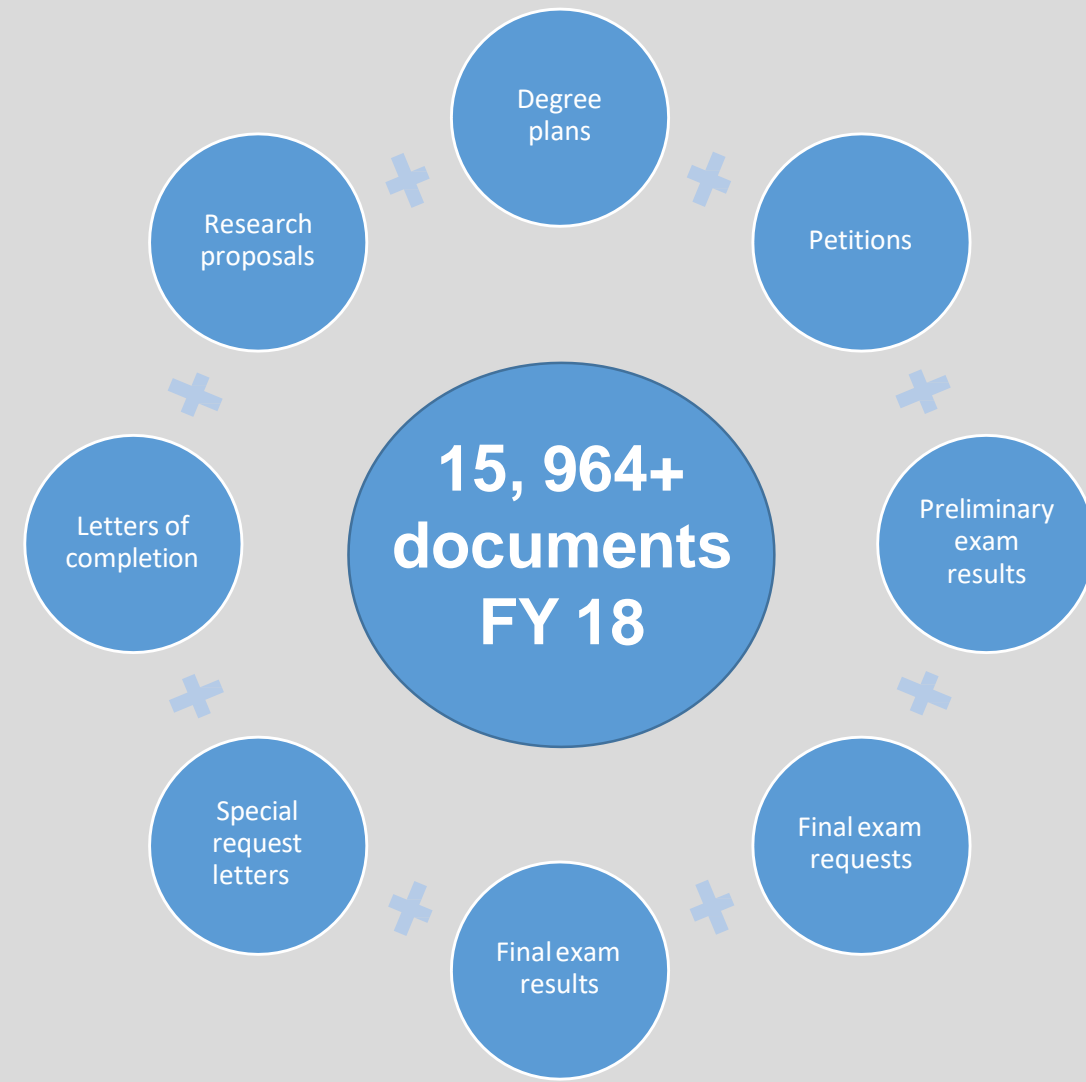 Degree
plans
Petitions
Preliminary
exam
results
Final exam
requests
Final exam
results
Special
request
letters
Letters of
completion
Research
proposals
15, 964+
documents
FY 18